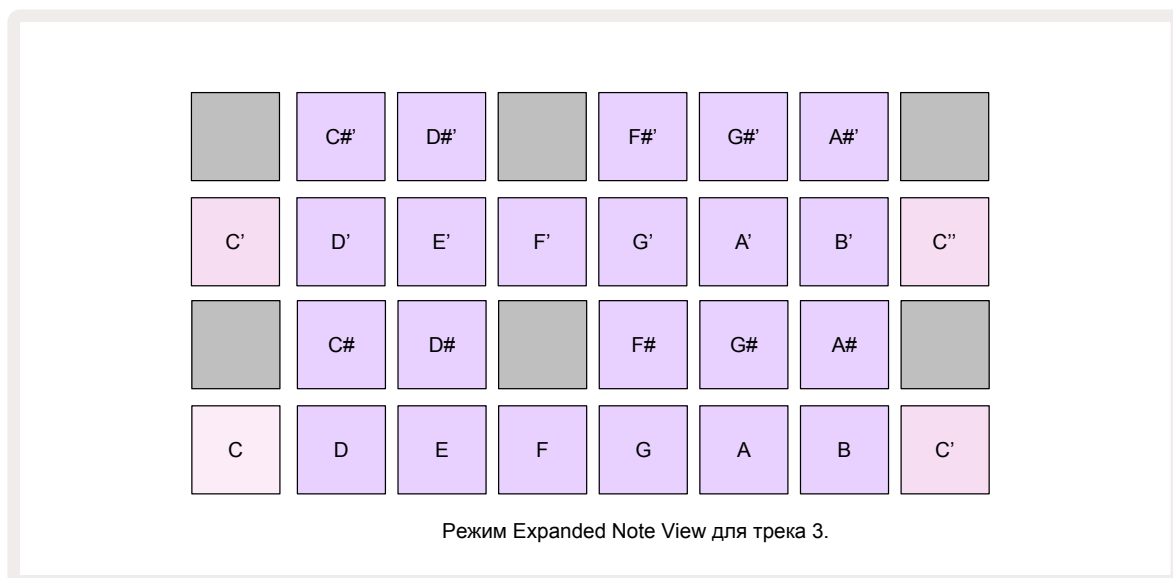 C#’ D#’ F#’ G#’ A#’
C’ D’ E’ F’ G’ A’ B’ C’’
C# D# F# G# A#
C D E F G A B C’
Режим Expanded Note View для трека 3.